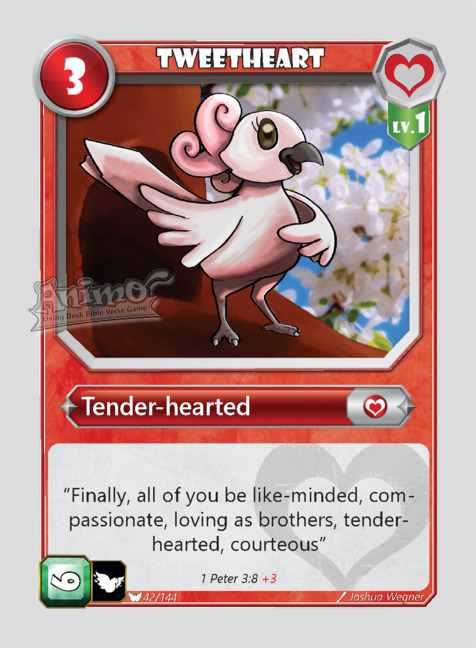 TWEETHEART
3
LV.1
Animo
Living Deck Bible Verse Game
Tender-hearted
"Finally, all of you be like-minded, com-
passionate, loving as brothers, tender-
hearted, courteous"
1 Peter 3:8 +3
6
42/144
Joshua Wegner